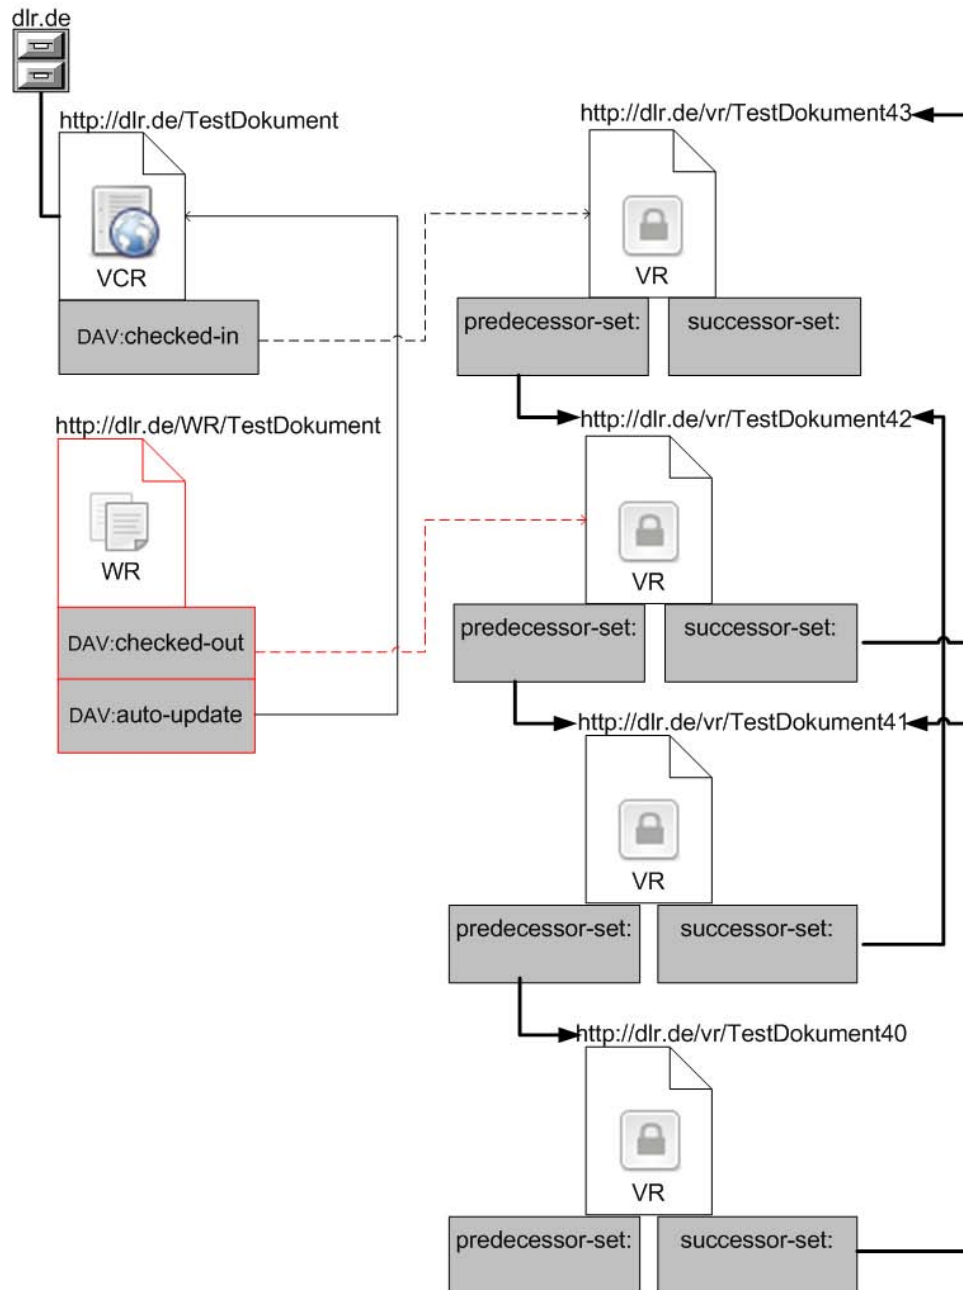 dlr.de
http://dlr.de/TestDokument
VCR
DAV:checked-in
http://dlr.de/WR/TestDokument
WR
DAV:checked-out
DAV:auto-update
http://dlr.de/vr/TestDokument43
VR
predecessor-set:
successor-set:
http://dlr.de/vr/TestDokument42
VR
predecessor-set:
successor-set:
http://dlr.de/vr/TestDokument41
VR
predecessor-set:
successor-set:
http://dlr.de/vr/TestDokument40
VR
predecessor-set:
successor-set: